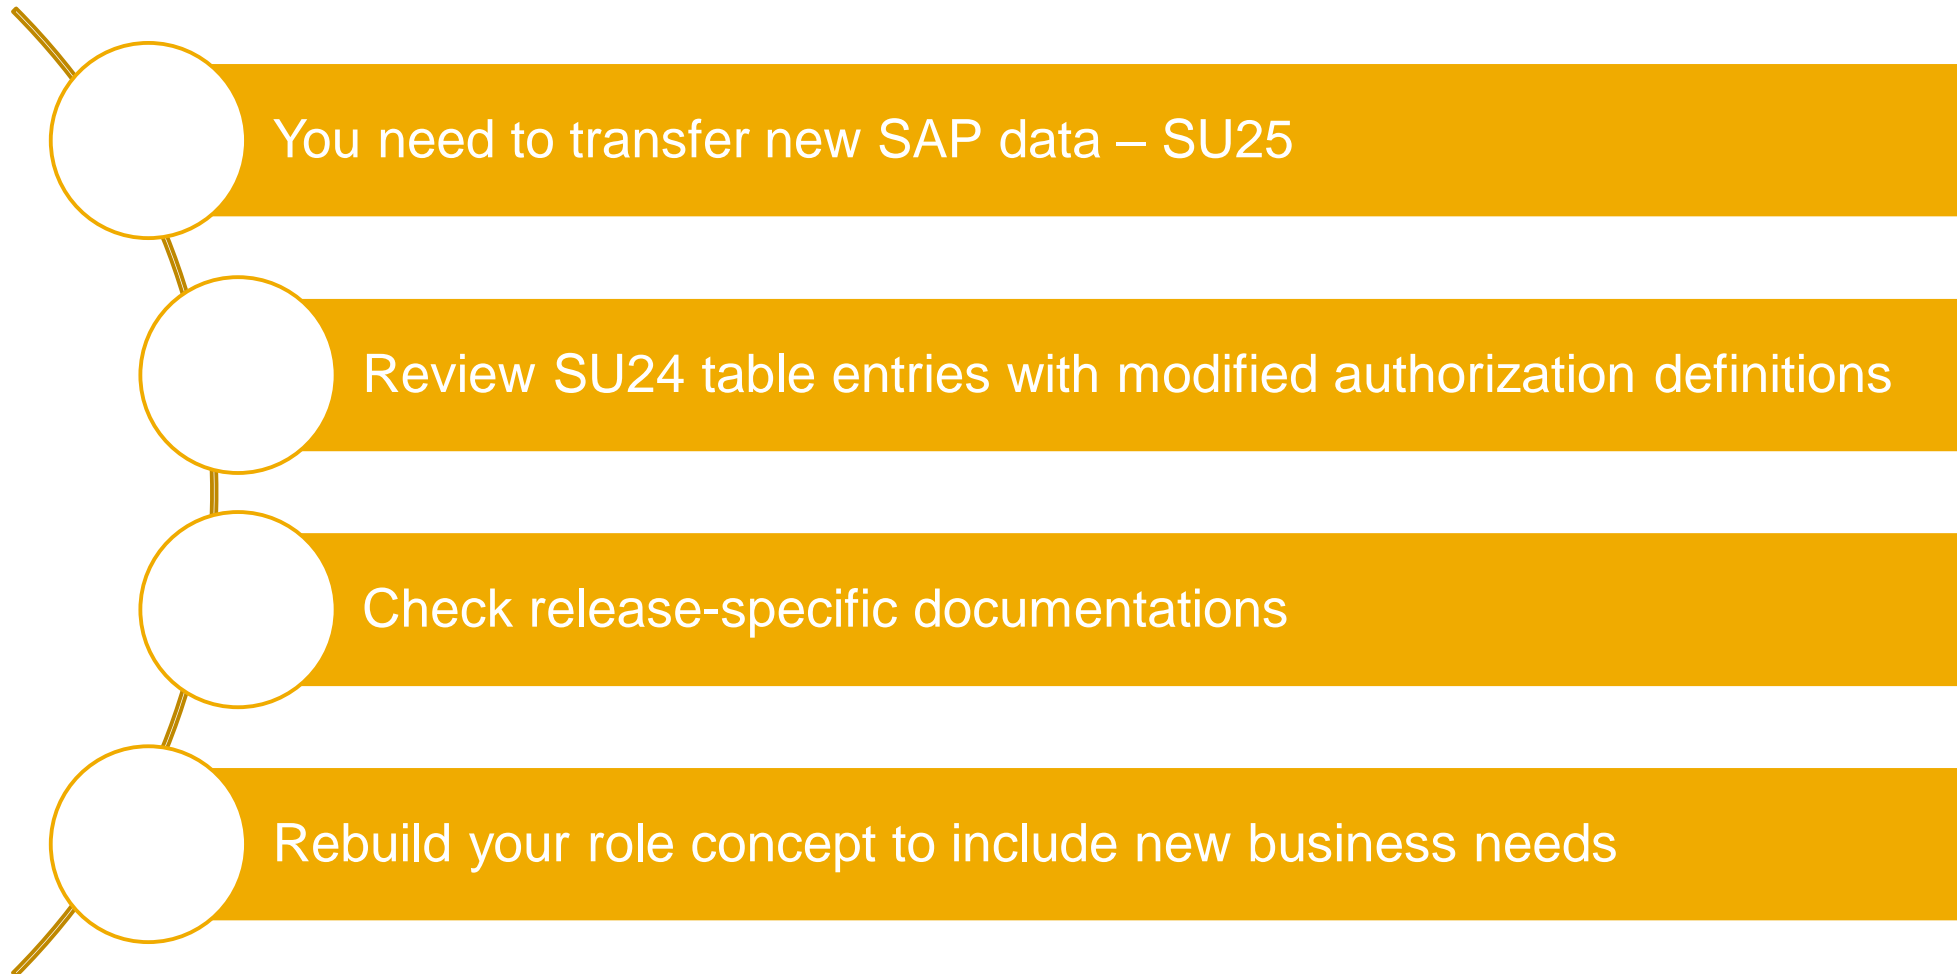 You need to transfer new SAP data – SU25
Review SU24 table entries with modified authorization definitions
Check release-specific documentations
Rebuild your role concept to include new business needs